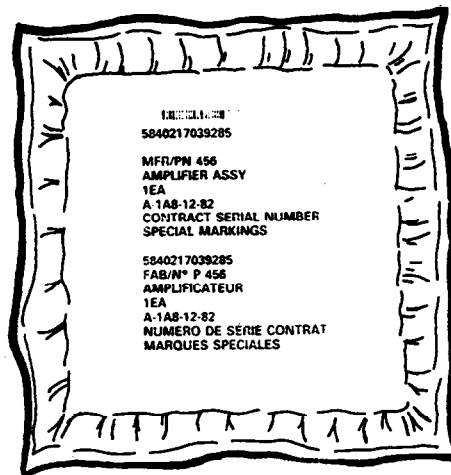 5840217039285
MFR/PN 456
AMPLIFIER ASSY
1EA
A-1A8-12-82
CONTRACT SERIAL NUMBER
SPECIAL MARKINGS
5840217039285
FAB/N° P 456
AMPLIFICATEUR
1EA
A-1A8-12-82
NUMERO DE SÉRIE CONTRAT
MARQUES SPECIALES